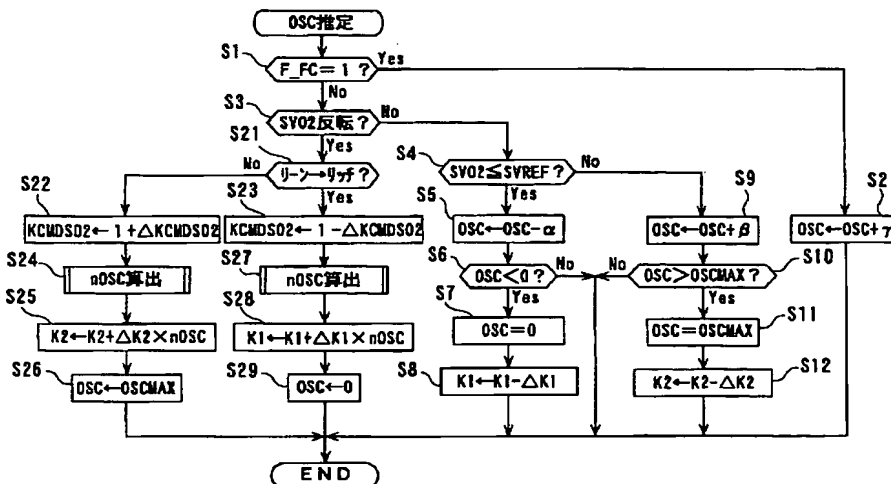 OSC推定
S1
F_FC=1?
Yes
No
S3
SVO2反転?
No
Yes
S21
リーン→リッチ?
No
Yes
S4
SVO2≦SVREF?
No
Yes
S22
KCMDSO2←1+△KCMDSO2
S23
KCMDSO2←1-△KCMDSO2
S5
OSC←OSC-α
S9
OSC←OSC+β
S2
OSC←OSC+γ
S24
nOSC算出
S27
nOSC算出
S6
OSC<0?
No
Yes
S10
OSC>OSCMAX?
No
Yes
S25
K2←K2+△K2×nOSC
S28
K1←K1+△K1×nOSC
S7
OSC=0
S11
OSC=OSCMAX
S26
OSC←OSCMAX
S29
OSC←0
S8
K1←K1-△K1
S12
K2←K2-△K2
END